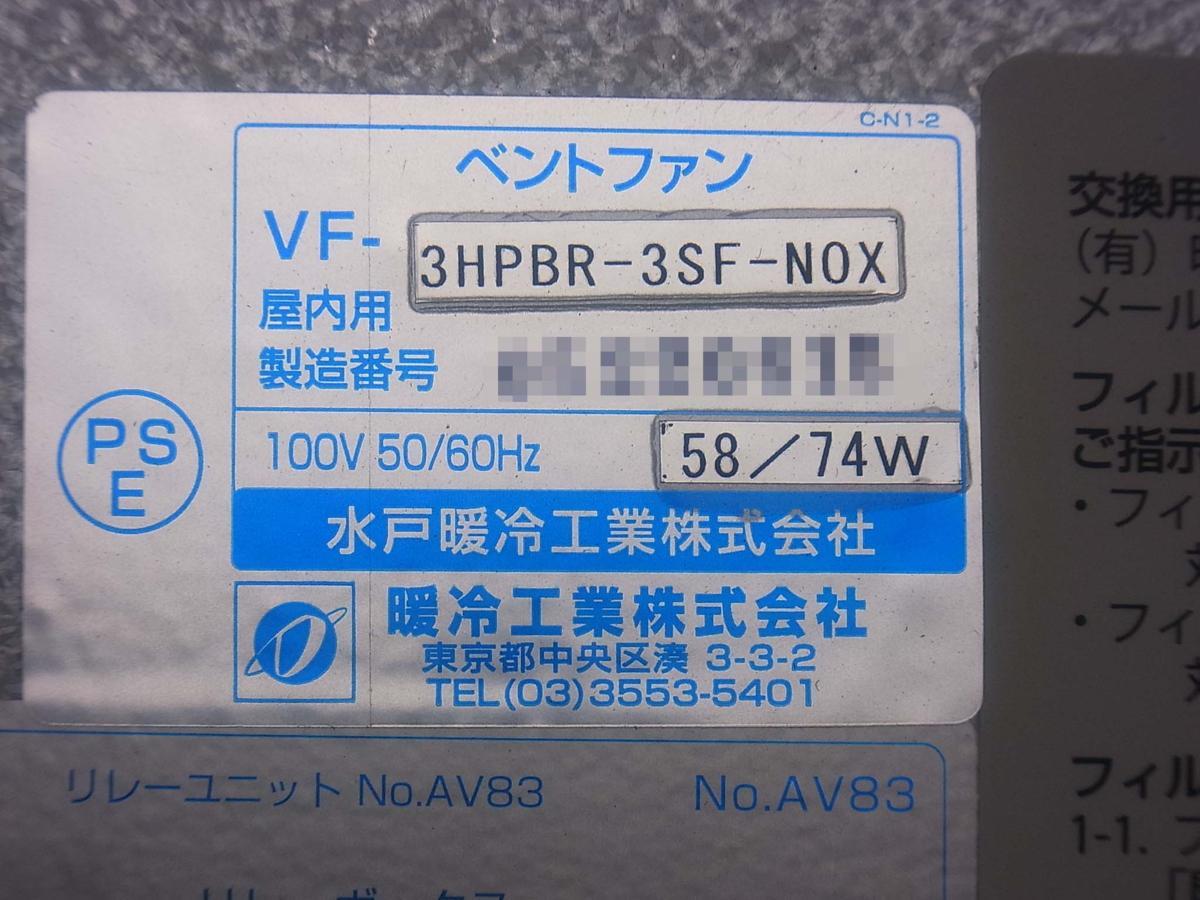 C-N1-2
ベントファン
VF- 3HPBR-3SF-NOX
屋内用
製造番号
PSE
100V 50/60Hz 58/74W
水戸暖冷工業株式会社
暖冷工業株式会社
東京都中央区湊 3-3-2
TEL(03)3553-5401
リレーユニット No.AV83 No.AV83
交換用
(有)
メール
フィル
ご指示
・フィ
・フィ
フィル
1-1. フ